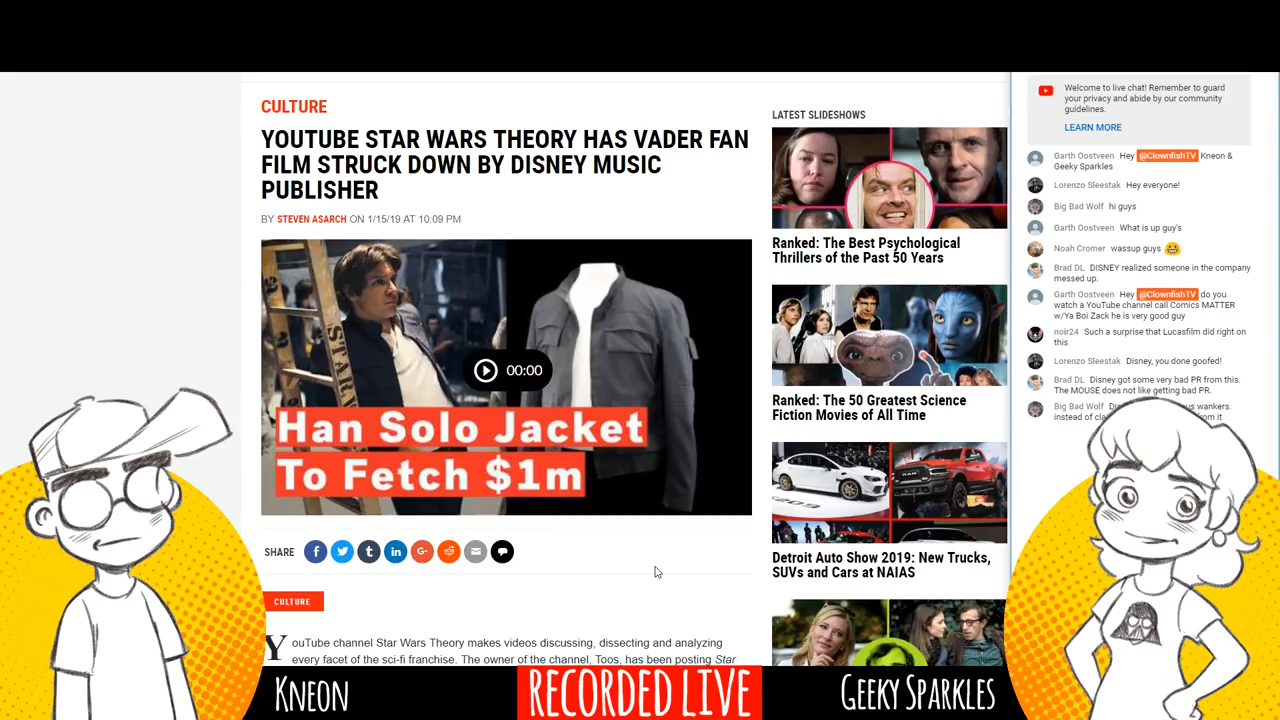 CULTURE
YOUTUBE STAR WARS THEORY HAS VADER FAN
FILM STRUCK DOWN BY DISNEY MUSIC
PUBLISHER
BY STEVEN ASARCH ON 1/15/19 AT 10:09 PM
STAR
00:00
Han Solo Jacket
To Fetch $1m
SHARE
CULTURE
YouTube channel Star Wars Theory makes videos discussing, dissecting and analyzing
every facet of the sci-fi franchise. The owner of the channel, Toos, has been posting Star
LATEST SLIDESHOWS
Ranked: The Best Psychological
Thrillers of the Past 50 Years
Ranked: The 50 Greatest Science
Fiction Movies of All Time
Detroit Auto Show 2019: New Trucks,
SUVs and Cars at NAIAS
Welcome to live chat! Remember to guard
your privacy and abide by our community
guidelines.
LEARN MORE
Garth Oostveen Hey @ClownfishTV Kneon &
Geeky Sparkles
Lorenzo Sleestak Hey everyone!
Big Bad Wolf hi guys
Garth Oostveen What is up guy's
Noah Cromer wassup guys
Brad DL DISNEY realized someone in the company
messed up.
Garth Oostveen Hey @ClownfishTV do you
watch a YouTube channel call Comics MATTER
w/Ya Boi Zack he is very good guy
noir24 Such a surprise that Lucasfilm did right on
this
Lorenzo Sleestak Disney, you done goofed!
Brad DL Disney got some very bad PR from this.
The MOUSE does not like getting bad PR.
Big Bad Wolf wankers.
instead of from it
KNEON
RECORDED LIVE
GEEKY SPARKLES